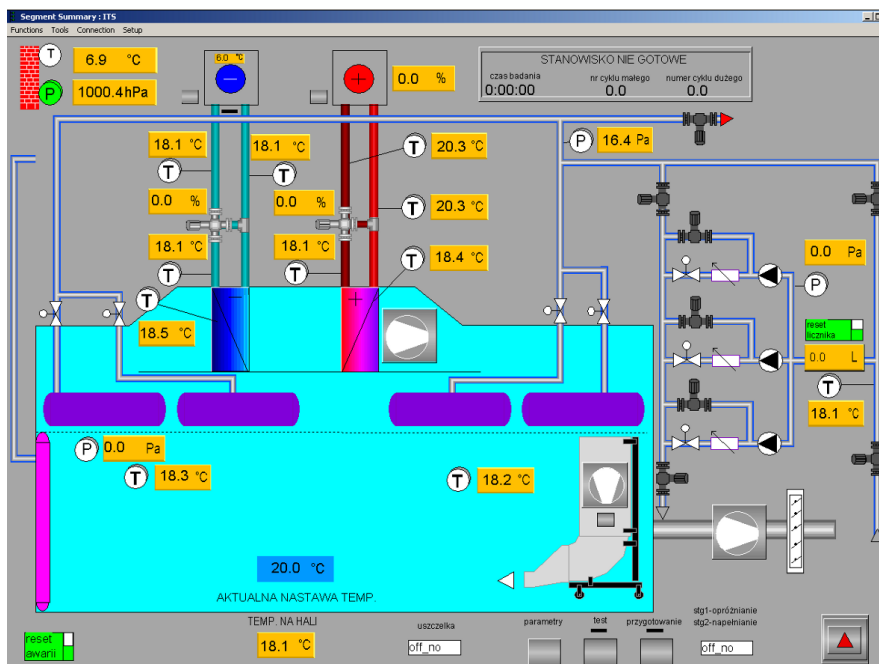 Segment Summary : ITS
Functions Tools Connection Setup
T
6.9 °C
P
1000.4hPa
6.0 °C
0.0 %
STANOWISKO NIE GOTOWE
czas badania nr cyklu małego numer cyklu dużego
0:00:00 0.0 0.0
18.1 °C 18.1 °C T 20.3 °C
P 16.4 Pa
T T
0.0 % 0.0 % T 20.3 °C
18.1 °C 18.1 °C T 18.4 °C
0.0 Pa
T T
P
T
18.5 °C
reset
licznika
0.0 L
T
18.1 °C
P 0.0 Pa
T 18.3 °C T 18.2 °C
20.0 °C
AKTUALNA NASTAWA TEMP.
TEMP. NA HALI
18.1 °C
reset
awarii
uszczelka
off_no
parametry test przygotowanie
stg1-opróżnianie
stg2-napełnianie
off_no